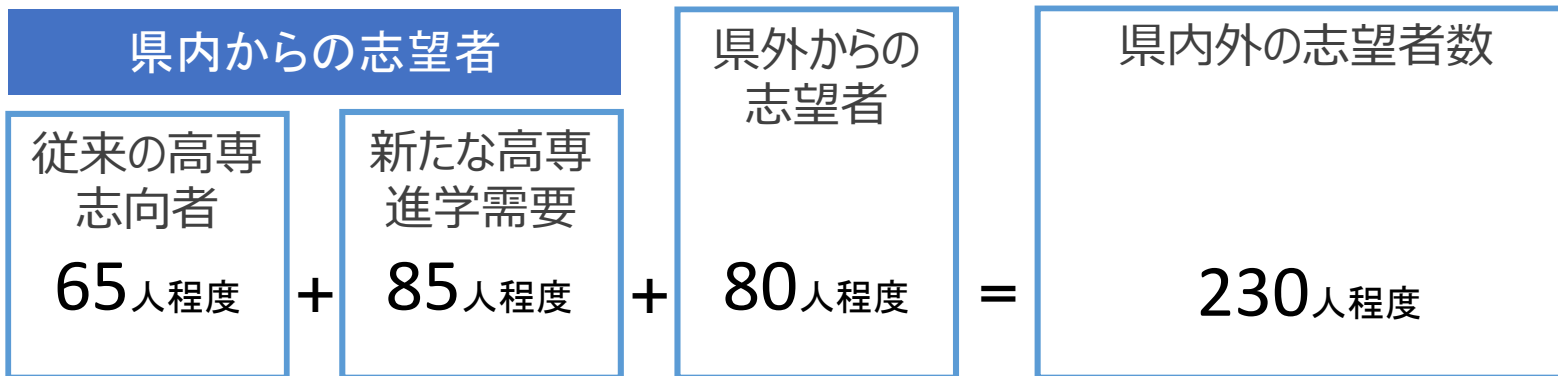 県内からの志望者
従来の高専
志向者
65人程度
+
新たな高専
進学需要
85人程度
+
県外からの
志望者
80人程度
=
県内外の志望者数
230人程度